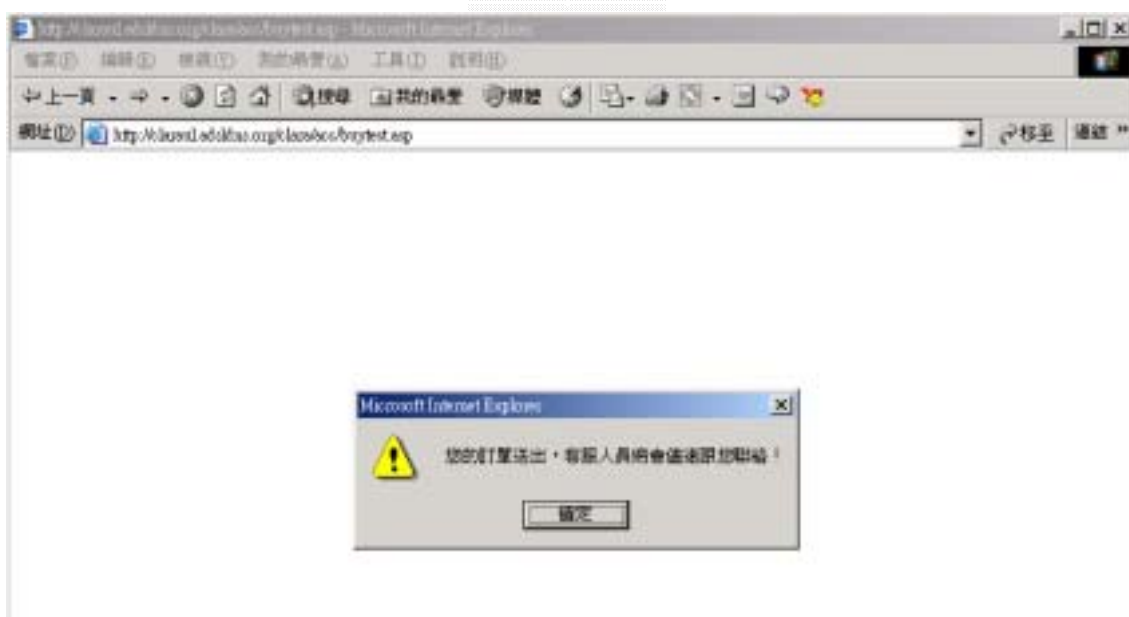 Microsoft Internet Explorer
檔案(F) 編輯(E) 檢視(V) 我的最愛(A) 工具(T) 說明(H)
上一頁 搜尋 我的最愛 媒體
網址(D) 移至 連結 »
Microsoft Internet Explorer
您的訂單送出，客服人員將會儘速跟您聯絡！
確定